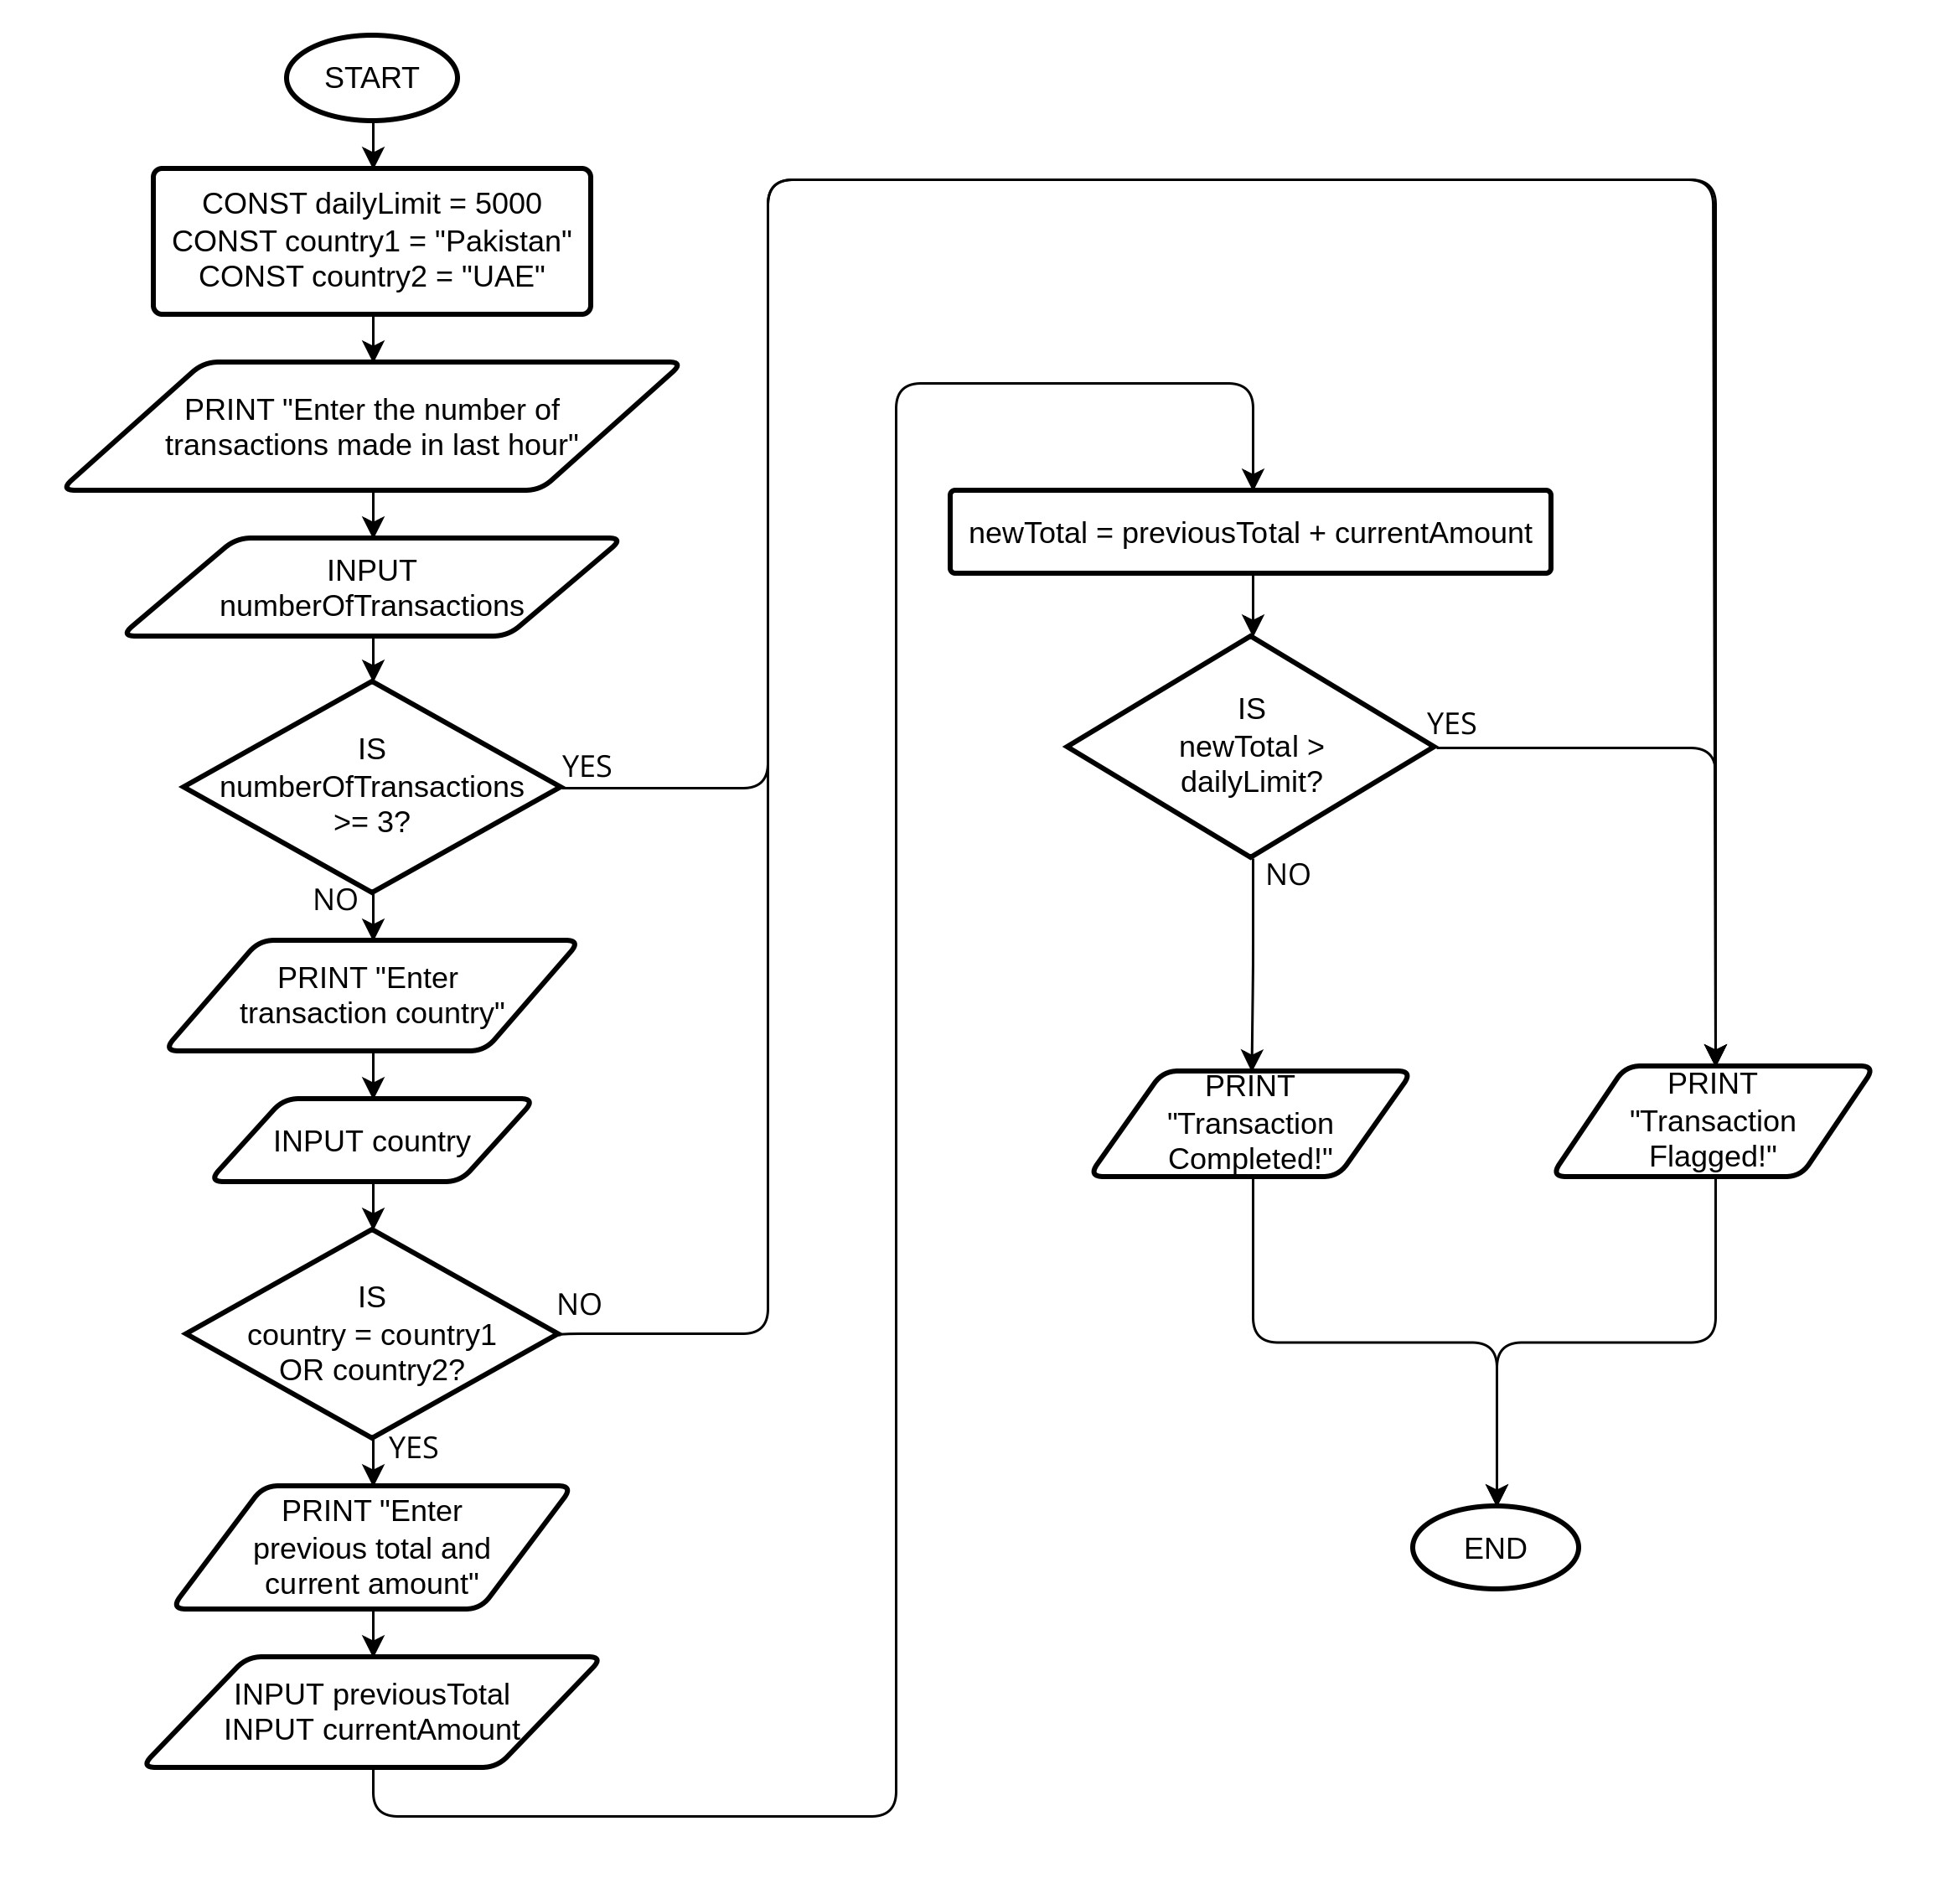 START
CONST dailyLimit = 5000
CONST country1 = "Pakistan"
CONST country2 = "UAE"
PRINT "Enter the number of
transactions made in last hour"
INPUT
numberOfTransactions
IS
numberOfTransactions
>= 3?
YES
NO
PRINT "Enter
transaction country"
INPUT country
IS
country = country1
OR country2?
NO
YES
PRINT "Enter
previous total and
current amount"
INPUT previousTotal
INPUT currentAmount
newTotal = previousTotal + currentAmount
IS
newTotal >
dailyLimit?
YES
NO
PRINT
"Transaction
Completed!"
PRINT
"Transaction
Flagged!"
END